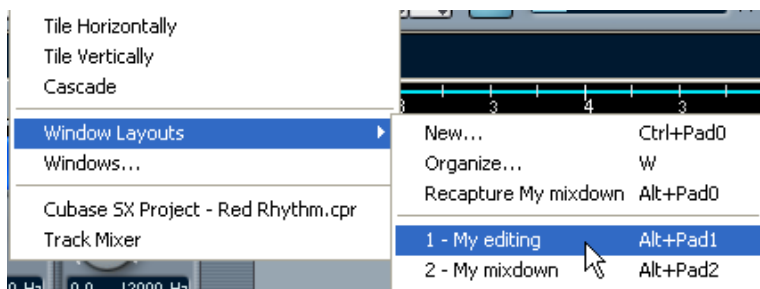 Tile Horizontally
Tile Vertically
Cascade
Window Layouts
Windows...
Cubase SX Project - Red Rhythm.cpr
Track Mixer
3 4 3
New... Ctrl+Pad0
Organize... W
Recapture My mixdown Alt+Pad0
1 - My editing Alt+Pad1
2 - My mixdown Alt+Pad2